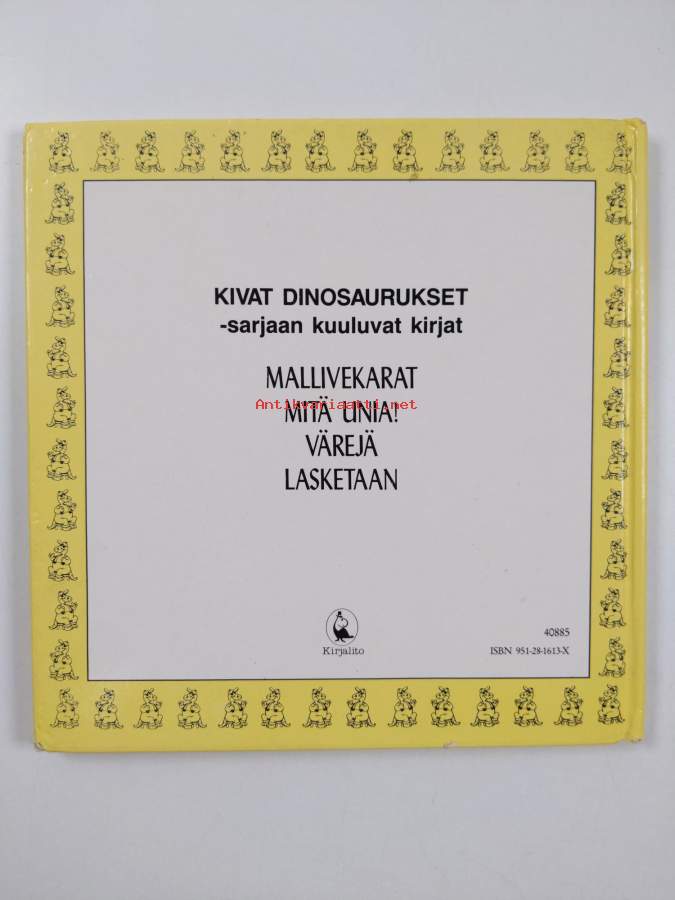 KIVAT DINOSAURUKSET
-sarjaan kuuluvat kirjat
MALLIVEKARAT
MITÄ UNIA!
Antikvariaatti.net
VÄREJÄ
LASKETAAN
Kirjalito
40885
ISBN 951-28-1613-X